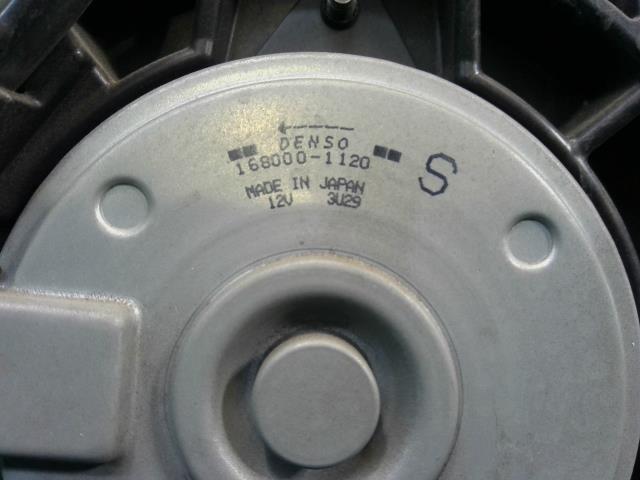 DENSO
168000-1120
S
MADE IN JAPAN
12V 3U29